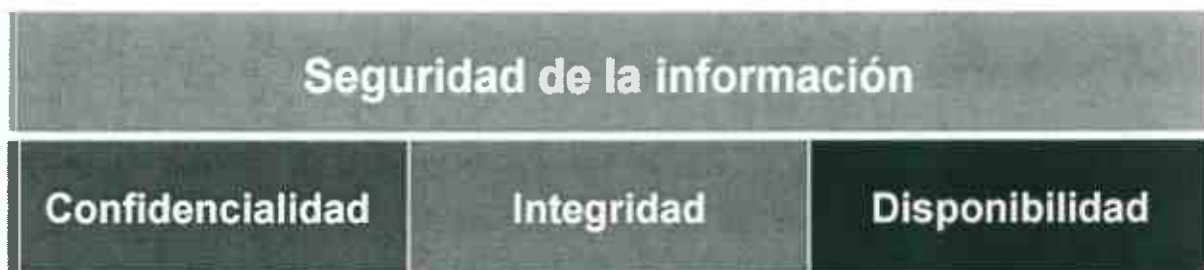 Seguridad de la información
Confidencialidad Integridad Disponibilidad